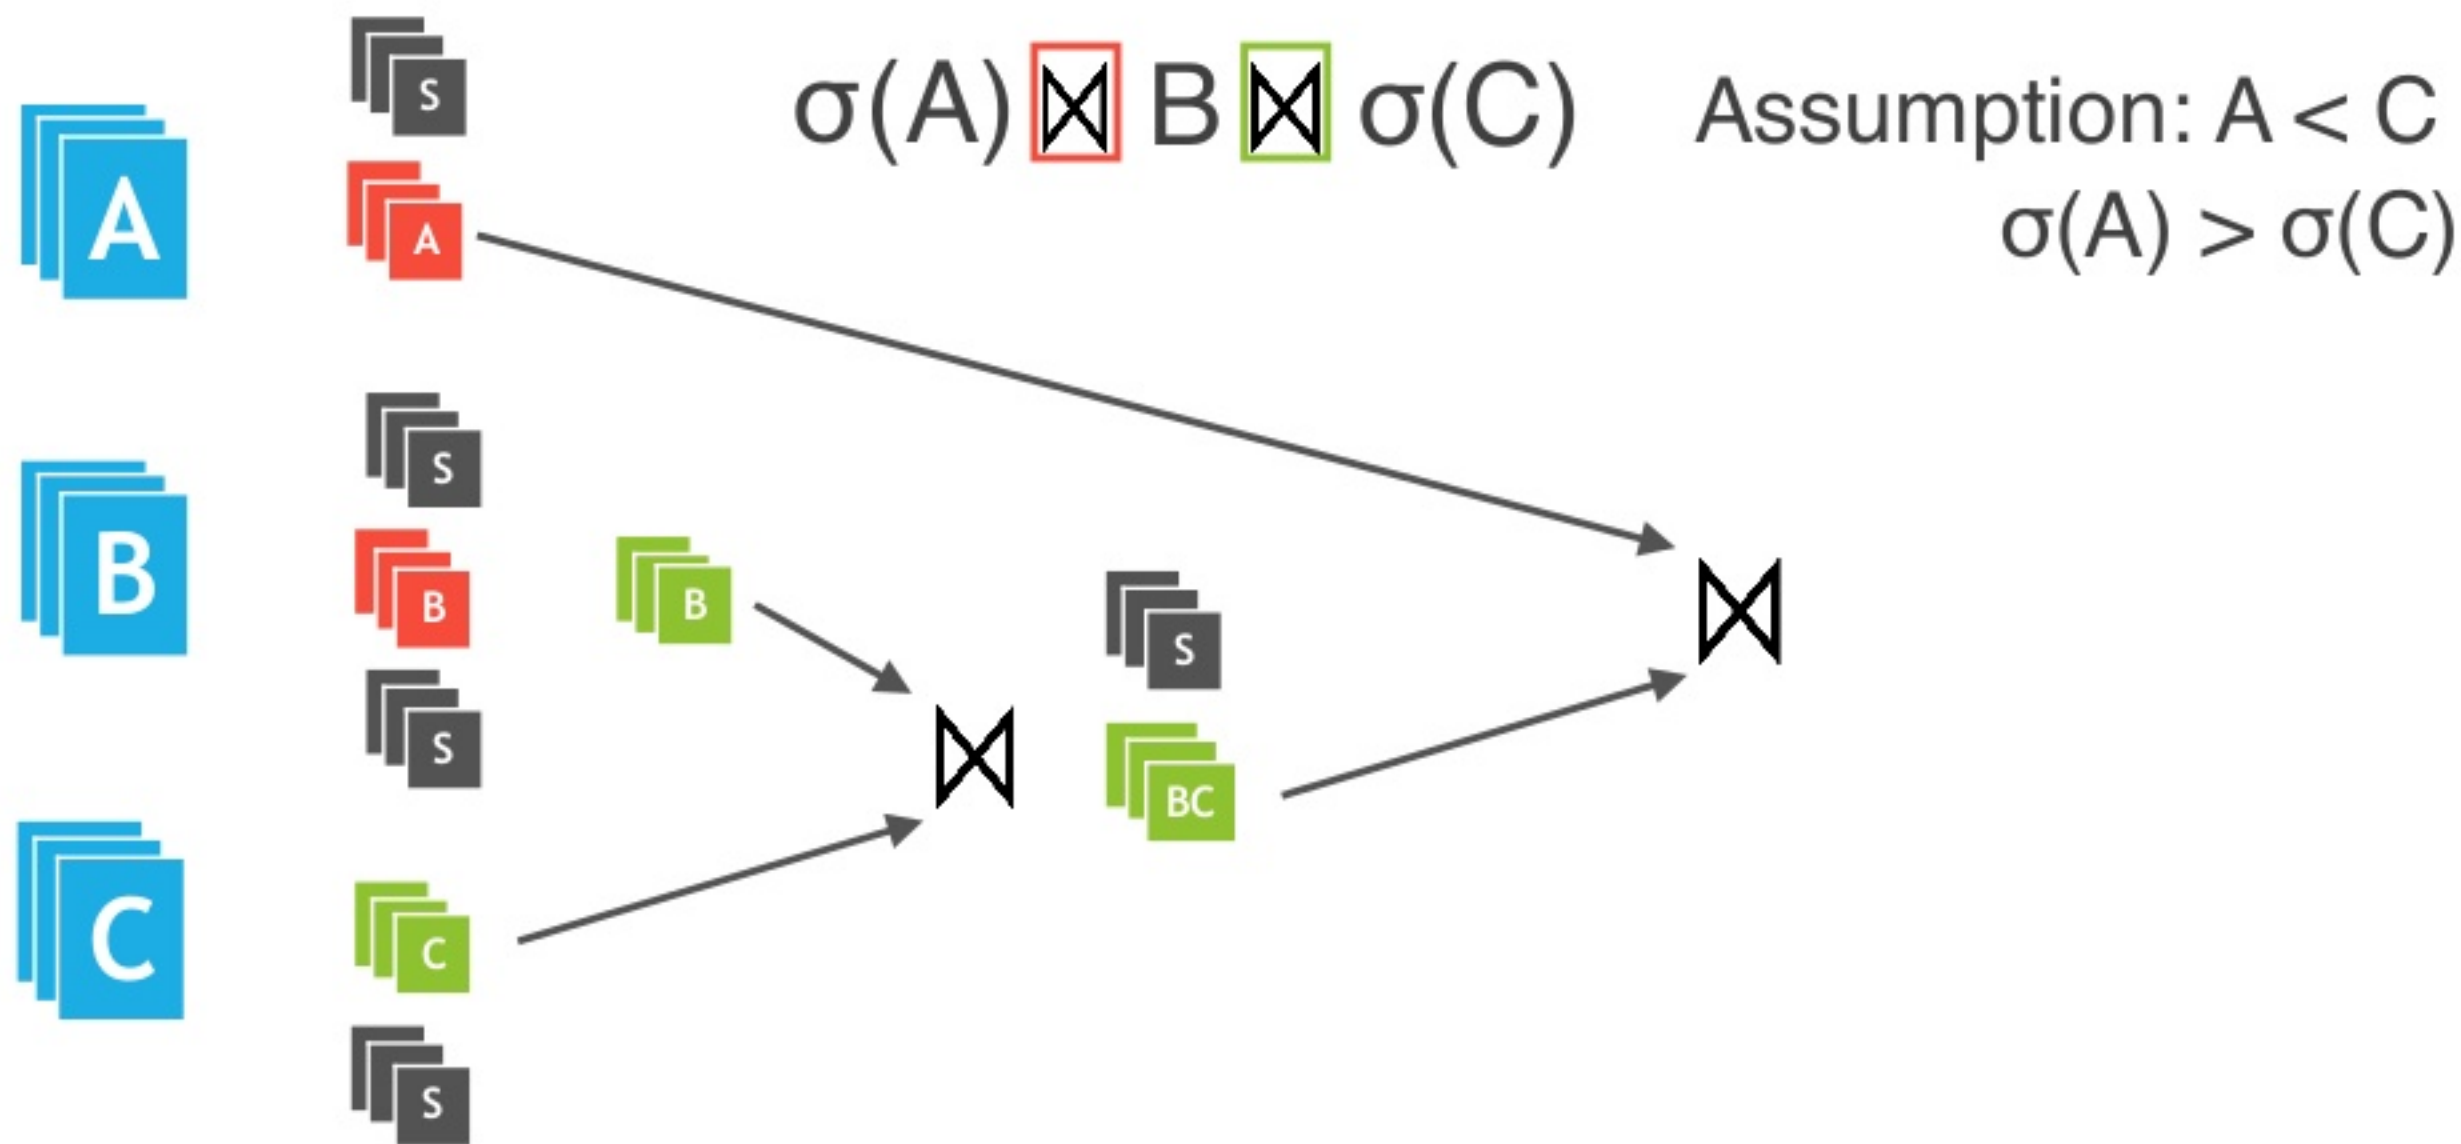 S
σ(A) ⋈ B ⋈ σ(C)
Assumption: A < C
σ(A) > σ(C)
A
A
S
B
B
B
S
⋈
S
⋈
BC
S
C
C
S